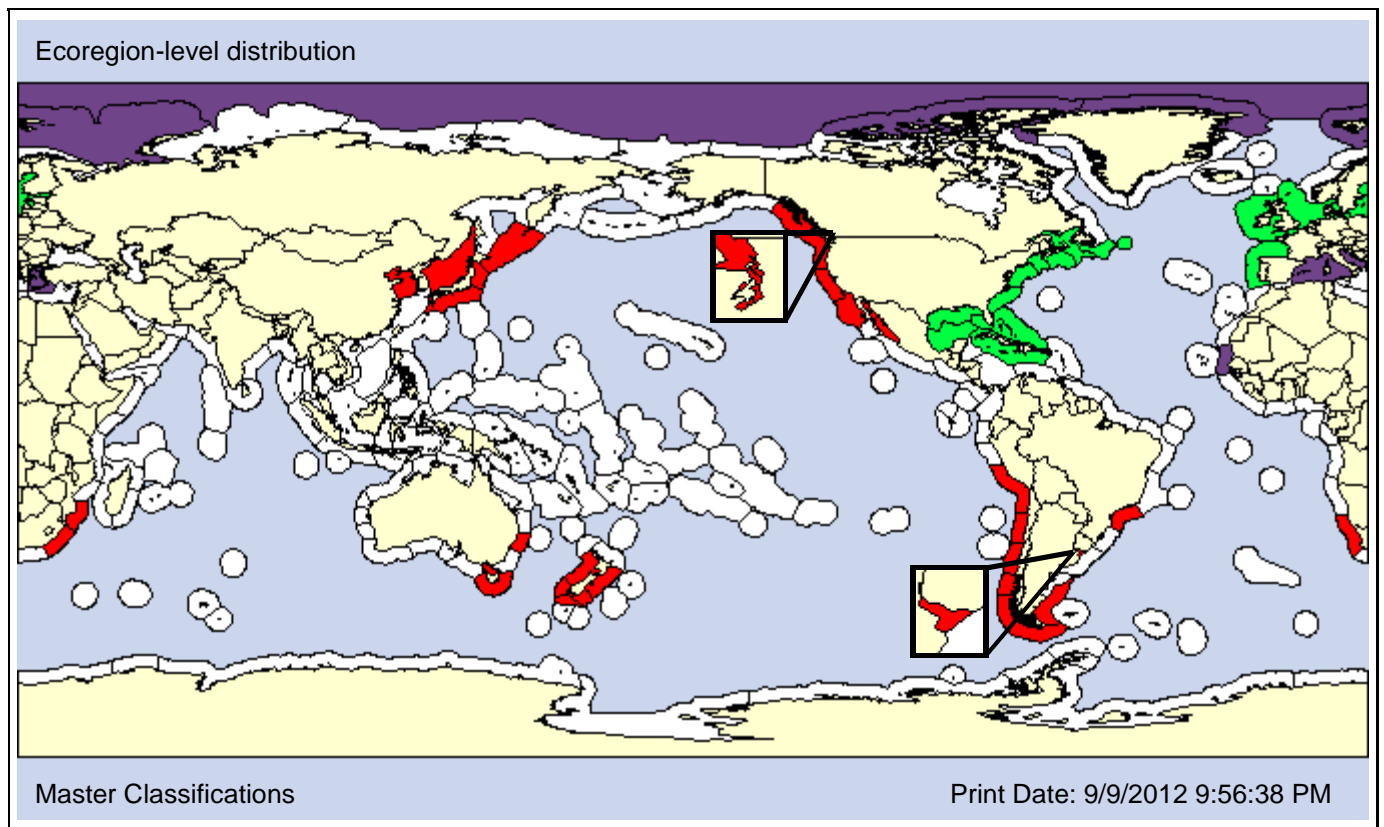 Ecoregion-level distribution
Master Classifications
Print Date: 9/9/2012 9:56:38 PM